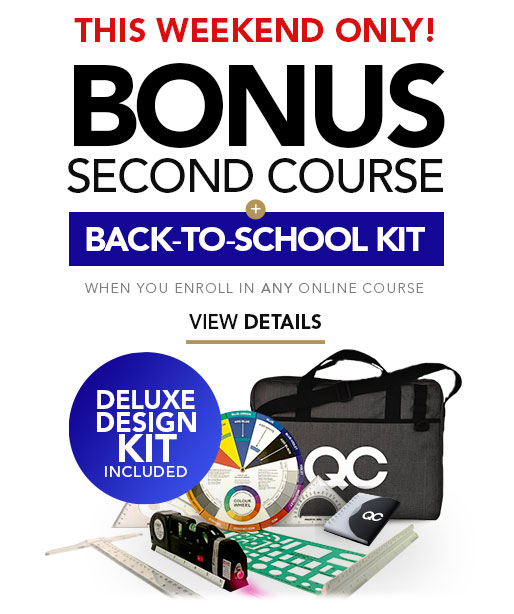 THIS WEEKEND ONLY!
BONUS
SECOND COURSE
+
BACK-TO-SCHOOL KIT
WHEN YOU ENROLL IN ANY ONLINE COURSE
VIEW DETAILS
DELUXE
DESIGN
KIT
INCLUDED
QC
COLOUR
WHEEL
QC